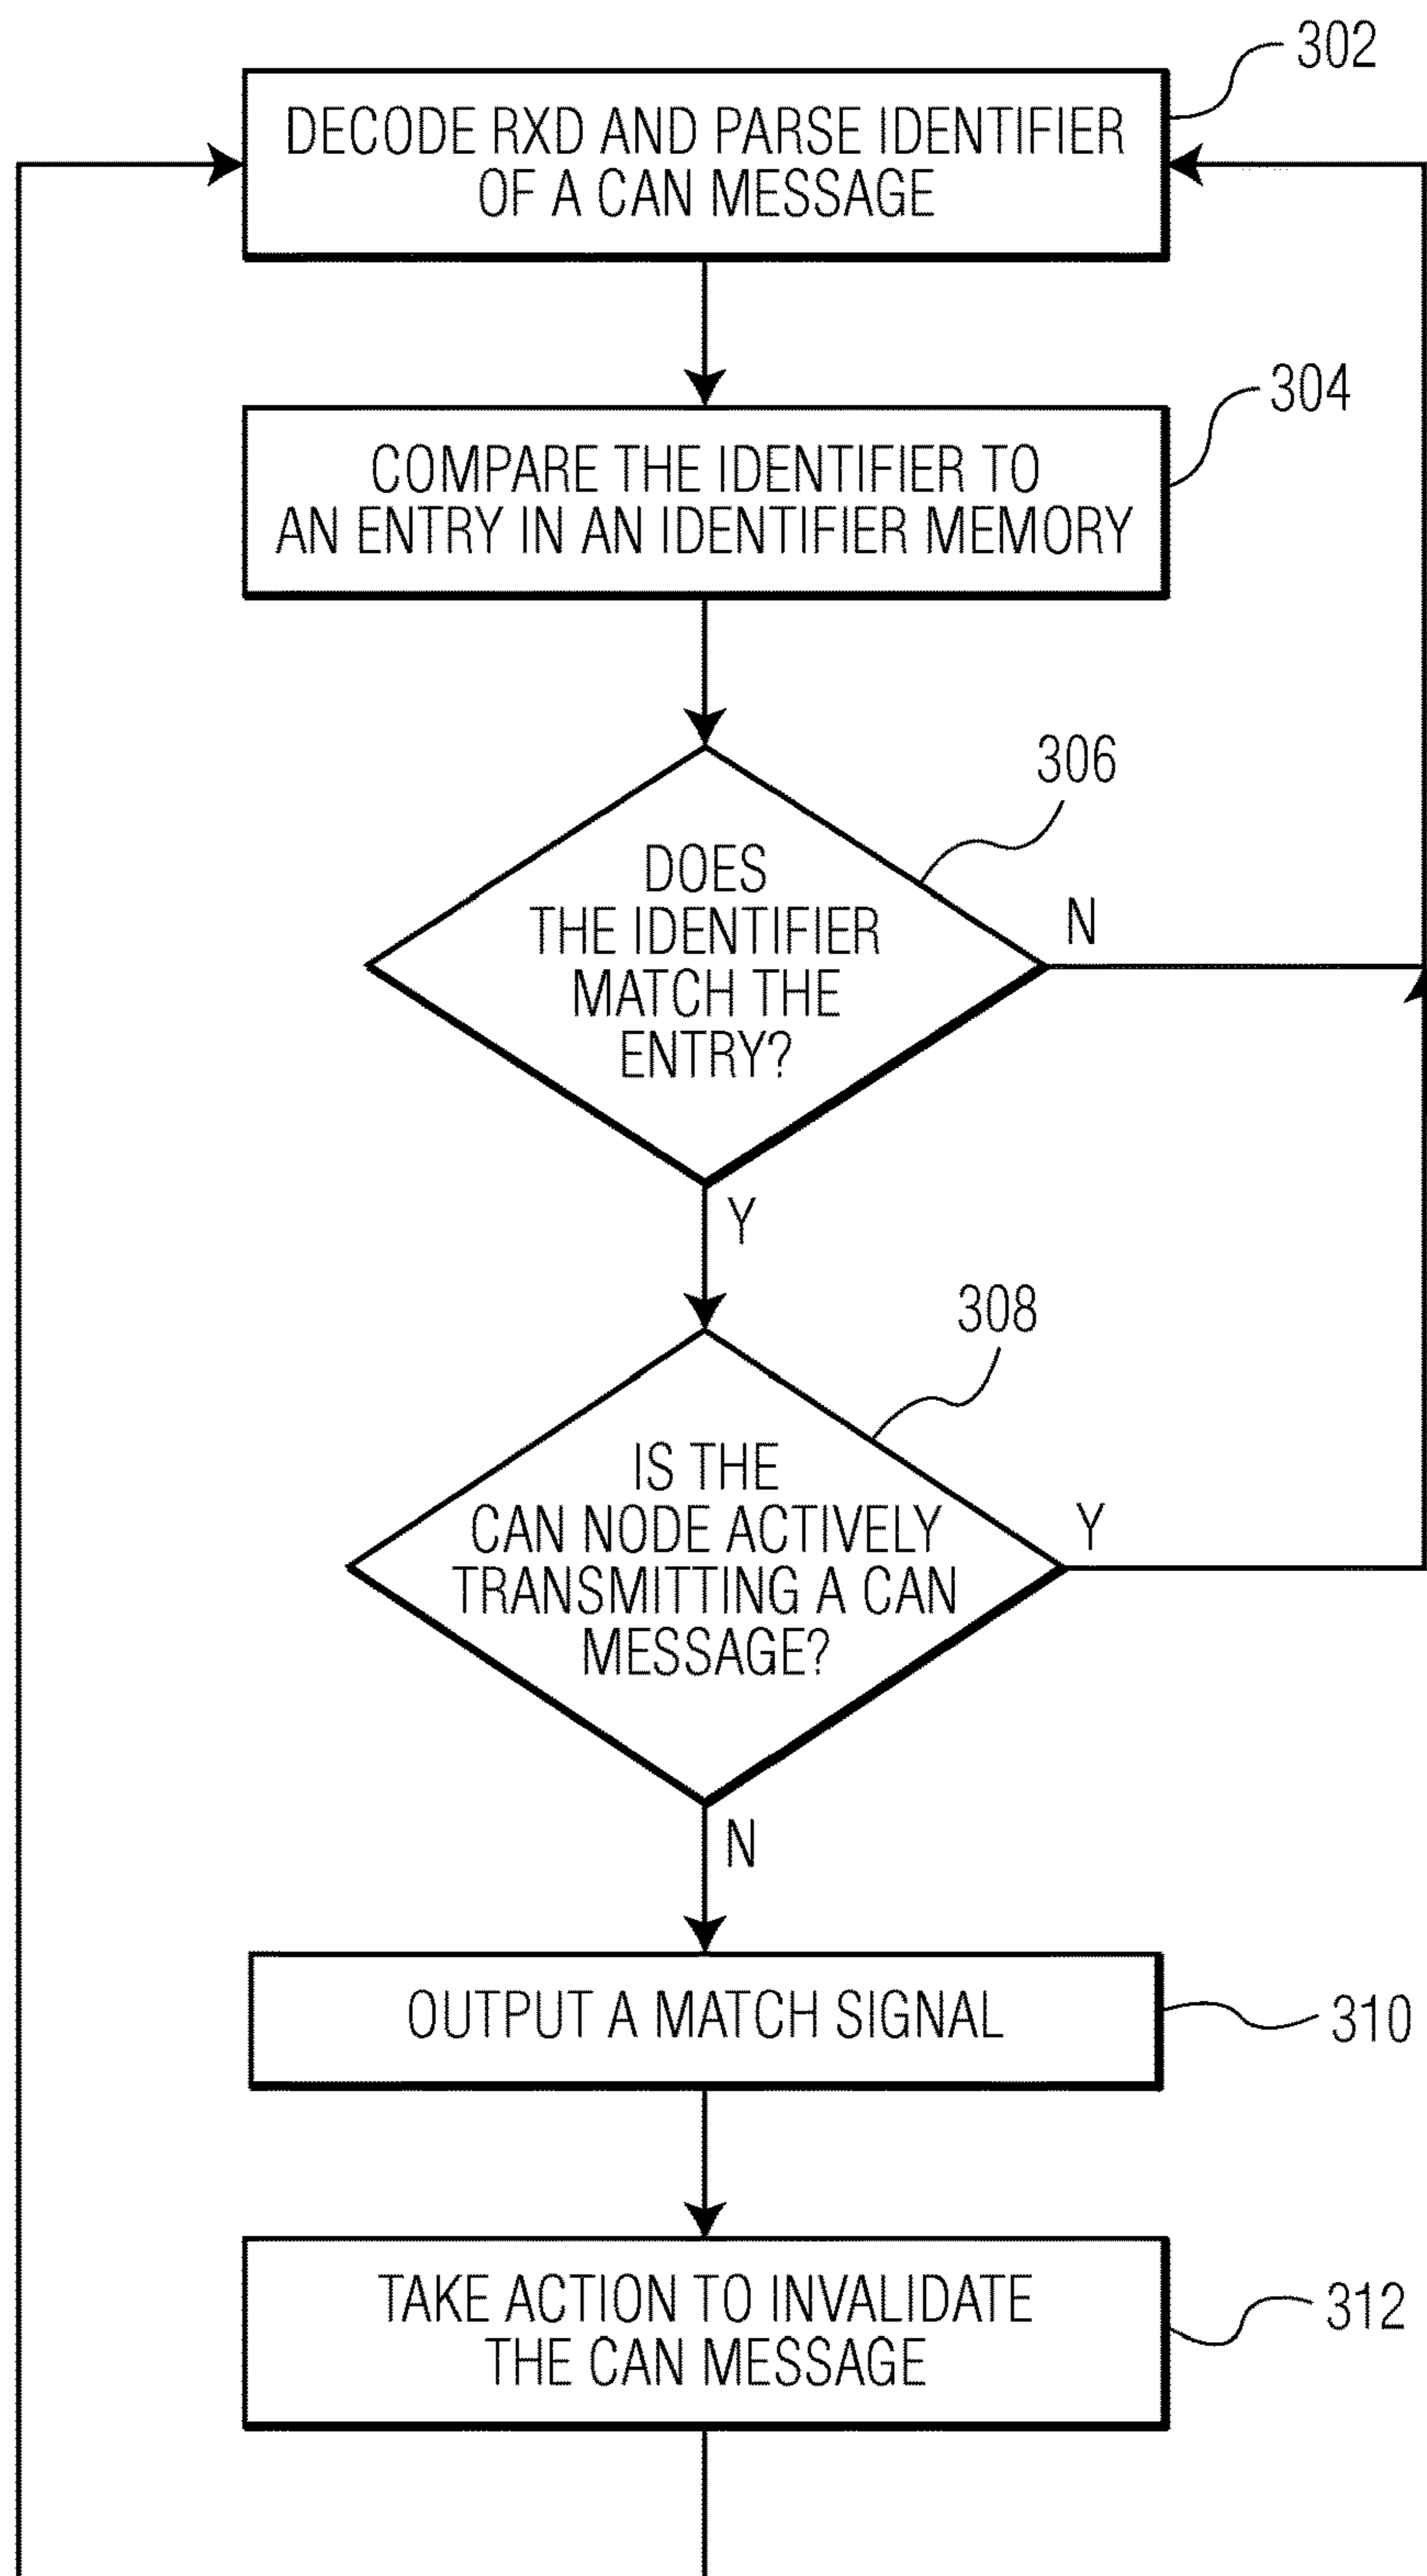 302
DECODE RXD AND PARSE IDENTIFIER
OF A CAN MESSAGE
304
COMPARE THE IDENTIFIER TO
AN ENTRY IN AN IDENTIFIER MEMORY
306
DOES
THE IDENTIFIER
MATCH THE
ENTRY?
N
Y
308
IS THE
CAN NODE ACTIVELY
TRANSMITTING A CAN
MESSAGE?
Y
N
OUTPUT A MATCH SIGNAL
310
TAKE ACTION TO INVALIDATE
THE CAN MESSAGE
312